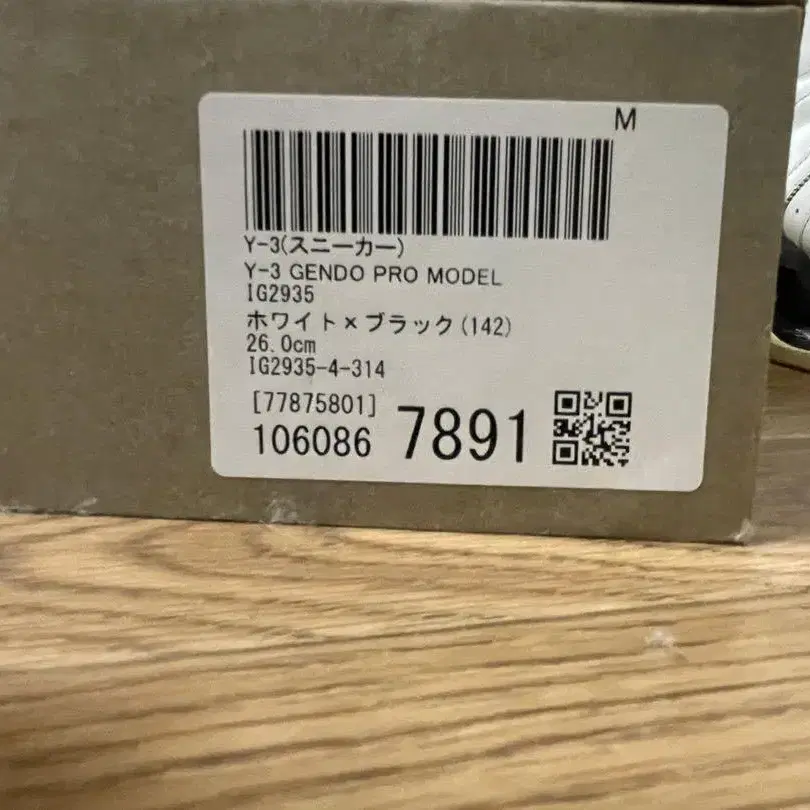 M
Y-3(スニーカー)
Y-3 GENDO PRO MODEL
IG2935
ホワイト×ブラック(142)
26.0cm
IG2935-4-314
[77875801]
106086 7891